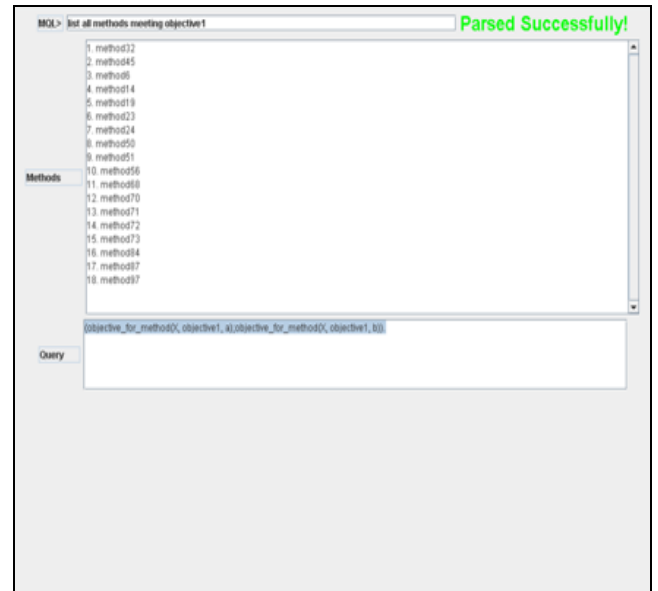 MQL> list all methods meeting objective1 Parsed Successfully!
1. method32
2. method45
3. method6
4. method14
5. method19
6. method23
7. method24
8. method50
9. method51
10. method56
11. method68
12. method70
13. method71
14. method72
15. method73
16. method84
17. method87
18. method97
Methods
(objective_for_method(X, objective1, a);objective_for_method(X, objective1, b)).
Query